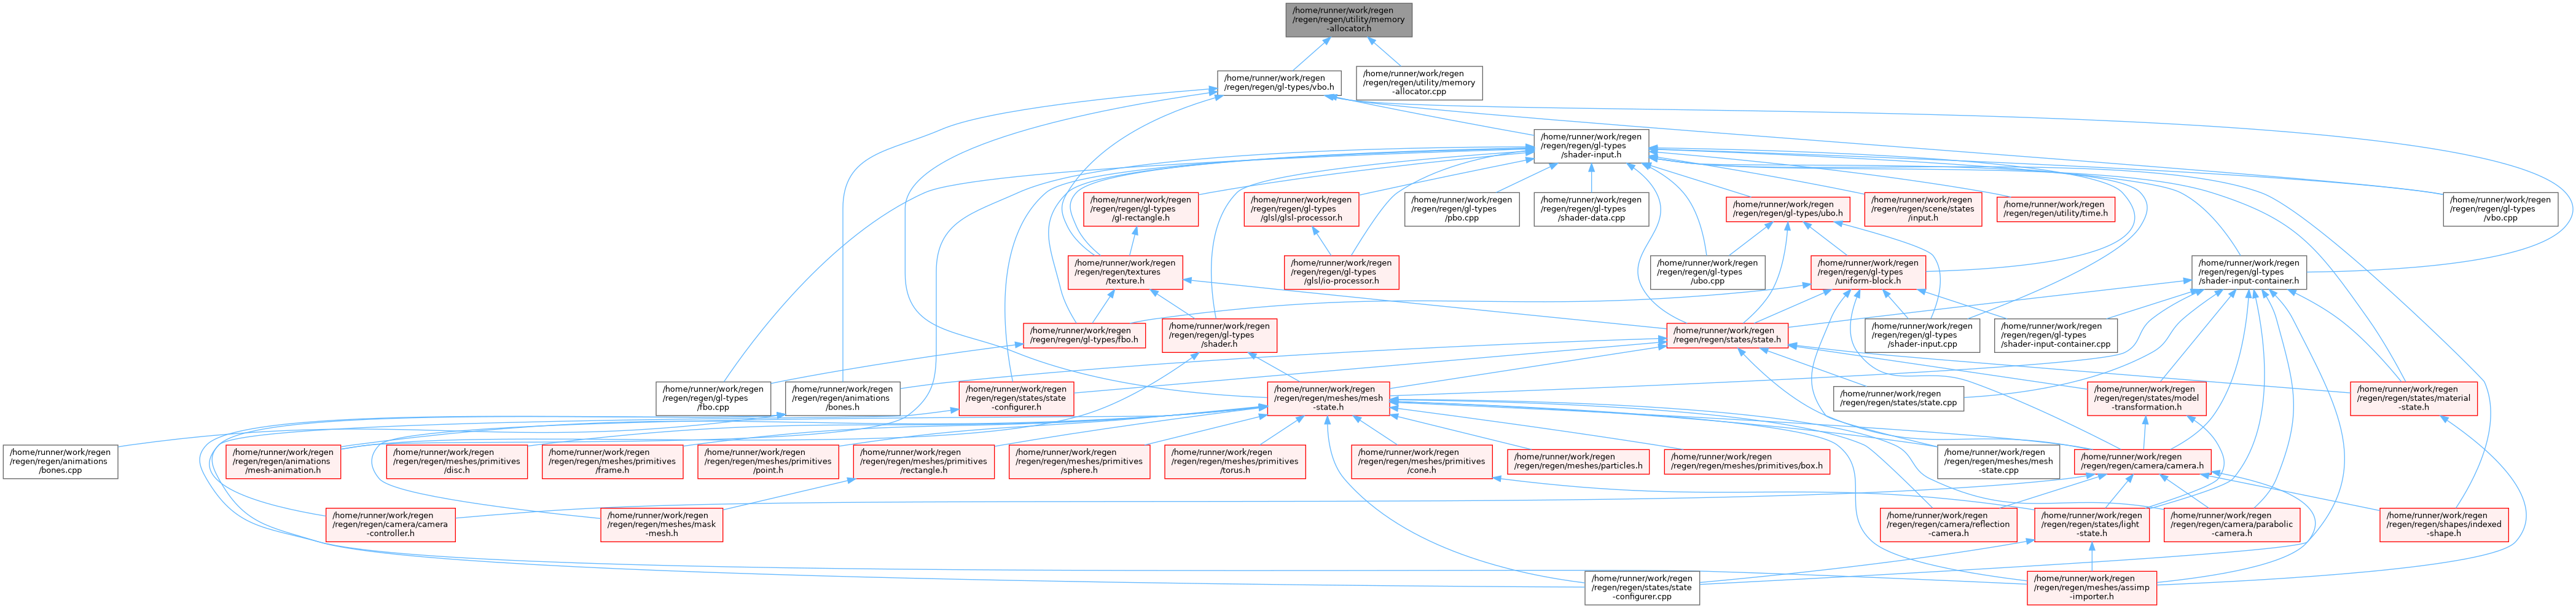 /home/runner/work/regen
/regen/regen/utility/memory
-allocator.h
/home/runner/work/regen
/regen/regen/gl-types/vbo.h
/home/runner/work/regen
/regen/regen/utility/memory
-allocator.cpp
/home/runner/work/regen
/regen/regen/gl-types
/shader-input.h
/home/runner/work/regen
/regen/regen/gl-types
/gl-rectangle.h
/home/runner/work/regen
/regen/regen/gl-types
/glsl/glsl-processor.h
/home/runner/work/regen
/regen/regen/gl-types
/pbo.cpp
/home/runner/work/regen
/regen/regen/gl-types
/shader-data.cpp
/home/runner/work/regen
/regen/regen/gl-types/ubo.h
/home/runner/work/regen
/regen/regen/scene/states
/input.h
/home/runner/work/regen
/regen/regen/utility/time.h
/home/runner/work/regen
/regen/regen/gl-types
/vbo.cpp
/home/runner/work/regen
/regen/regen/textures
/texture.h
/home/runner/work/regen
/regen/regen/gl-types
/glsl/io-processor.h
/home/runner/work/regen
/regen/regen/gl-types
/ubo.cpp
/home/runner/work/regen
/regen/regen/gl-types
/uniform-block.h
/home/runner/work/regen
/regen/regen/gl-types
/shader-input-container.h
/home/runner/work/regen
/regen/regen/gl-types/fbo.h
/home/runner/work/regen
/regen/regen/gl-types
/shader.h
/home/runner/work/regen
/regen/regen/states/state.h
/home/runner/work/regen
/regen/regen/gl-types
/shader-input.cpp
/home/runner/work/regen
/regen/regen/gl-types
/shader-input-container.cpp
/home/runner/work/regen
/regen/regen/gl-types
/fbo.cpp
/home/runner/work/regen
/regen/regen/animations
/bones.h
/home/runner/work/regen
/regen/regen/states/state
-configurer.h
/home/runner/work/regen
/regen/regen/meshes/mesh
-state.h
/home/runner/work/regen
/regen/regen/states/state.cpp
/home/runner/work/regen
/regen/regen/states/model
-transformation.h
/home/runner/work/regen
/regen/regen/states/material
-state.h
/home/runner/work/regen
/regen/regen/animations
/bones.cpp
/home/runner/work/regen
/regen/regen/animations
/mesh-animation.h
/home/runner/work/regen
/regen/regen/meshes/primitives
/disc.h
/home/runner/work/regen
/regen/regen/meshes/primitives
/frame.h
/home/runner/work/regen
/regen/regen/meshes/primitives
/point.h
/home/runner/work/regen
/regen/regen/meshes/primitives
/rectangle.h
/home/runner/work/regen
/regen/regen/meshes/primitives
/sphere.h
/home/runner/work/regen
/regen/regen/meshes/primitives
/torus.h
/home/runner/work/regen
/regen/regen/meshes/primitives
/cone.h
/home/runner/work/regen
/regen/regen/meshes/particles.h
/home/runner/work/regen
/regen/regen/meshes/primitives/box.h
/home/runner/work/regen
/regen/regen/meshes/mesh
-state.cpp
/home/runner/work/regen
/regen/regen/camera/camera.h
/home/runner/work/regen
/regen/regen/camera/camera
-controller.h
/home/runner/work/regen
/regen/regen/meshes/mask
-mesh.h
/home/runner/work/regen
/regen/regen/camera/reflection
-camera.h
/home/runner/work/regen
/regen/regen/states/light
-state.h
/home/runner/work/regen
/regen/regen/camera/parabolic
-camera.h
/home/runner/work/regen
/regen/regen/shapes/indexed
-shape.h
/home/runner/work/regen
/regen/regen/states/state
-configurer.cpp
/home/runner/work/regen
/regen/regen/meshes/assimp
-importer.h